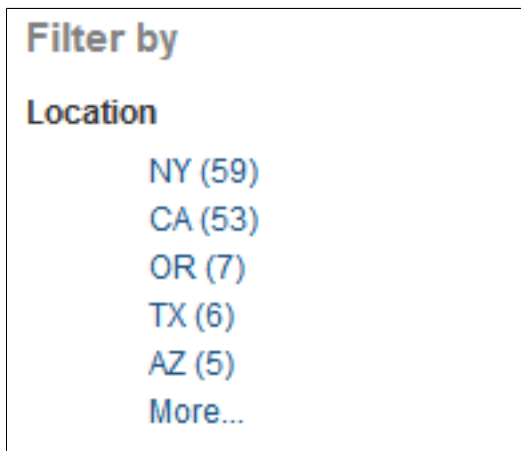 Filter by
Location
NY (59)
CA (53)
OR (7)
TX (6)
AZ (5)
More...